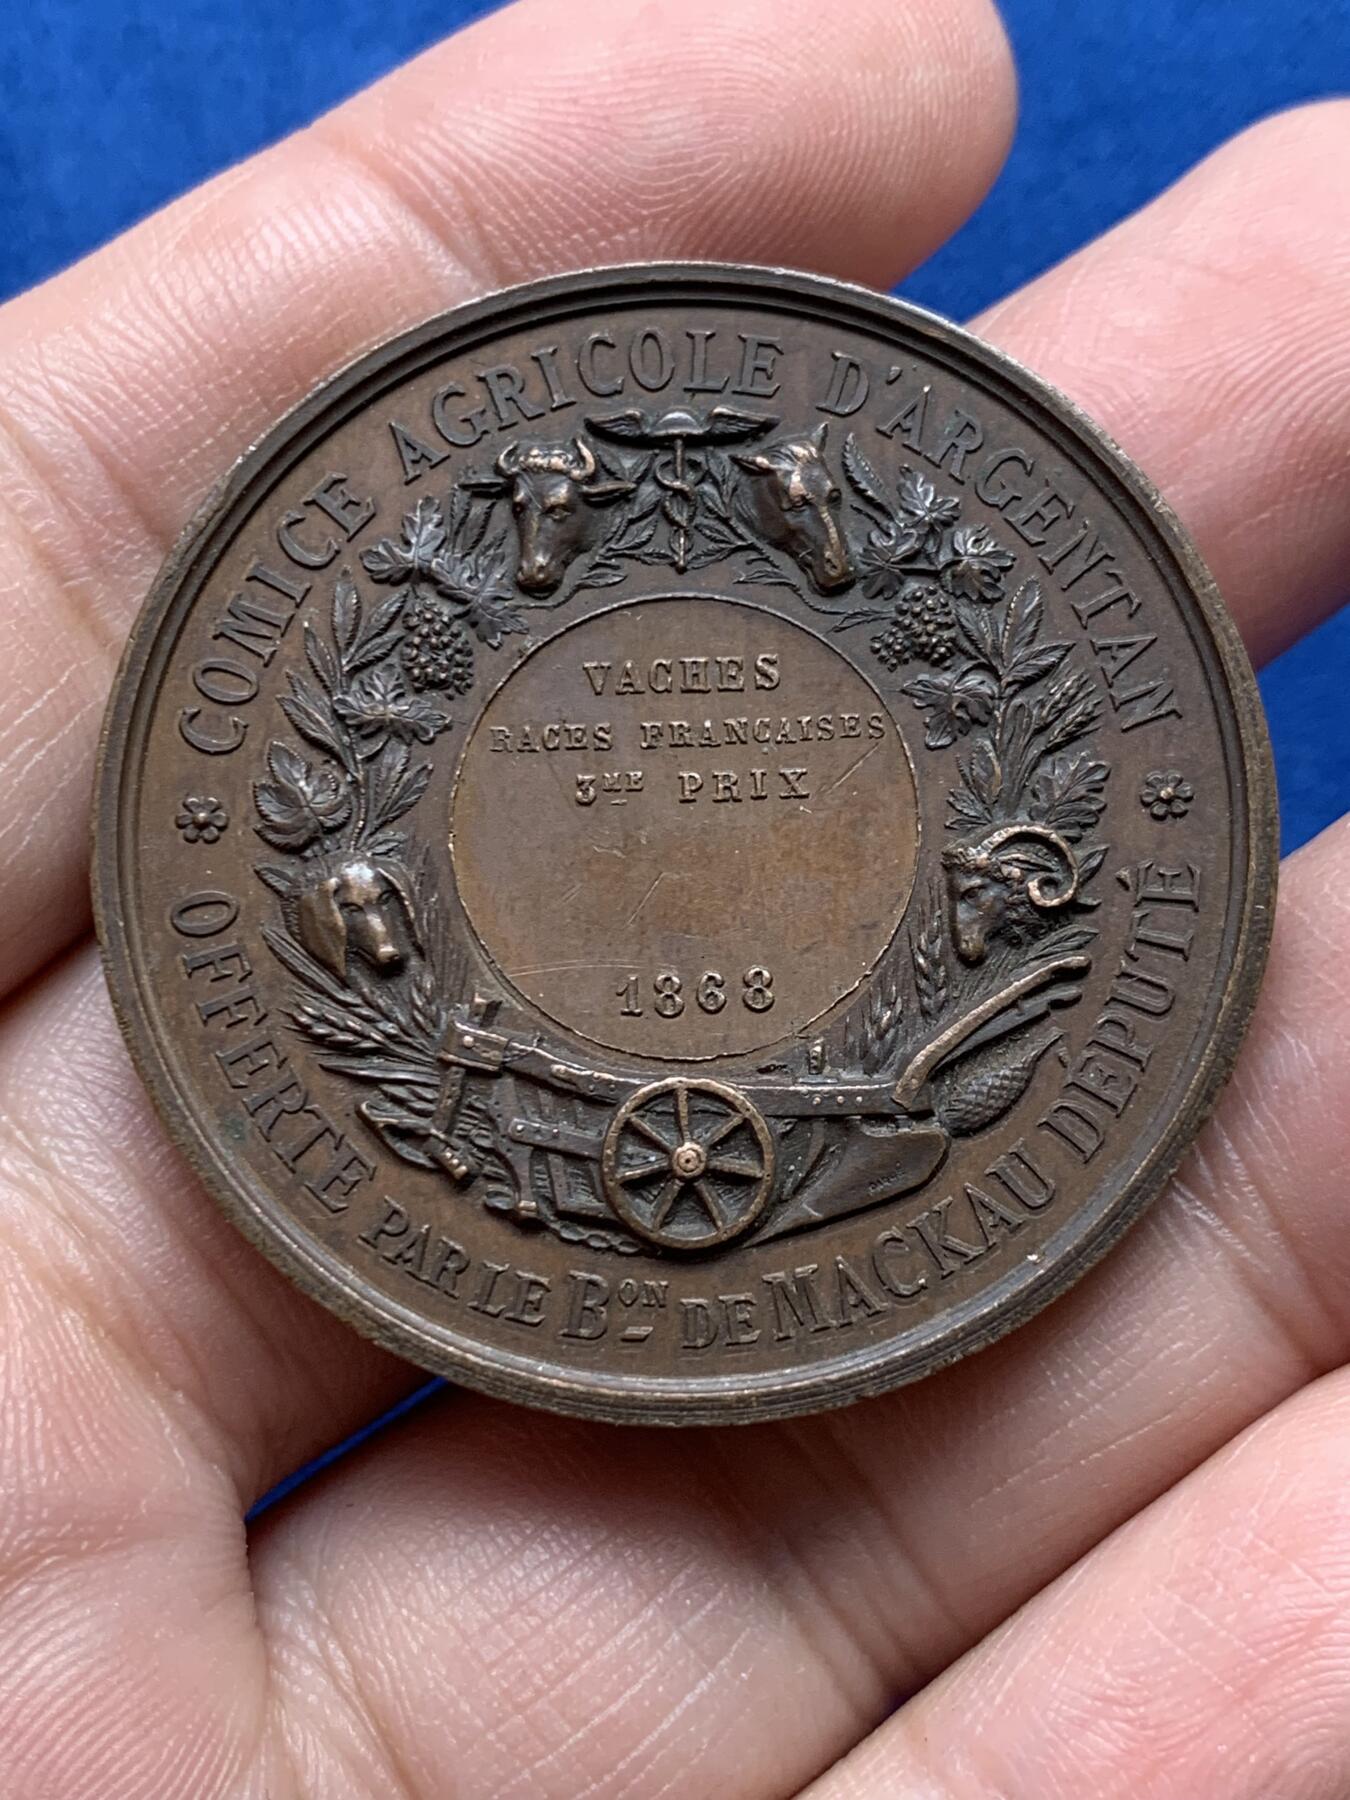 COMICE AGRICOLE D'ARGENTAN
VACHES
RACES FRANCAISES
3ME PRIX
1868
OFFERTE PAR LE BON DE MACKAU DÉPUTÉ